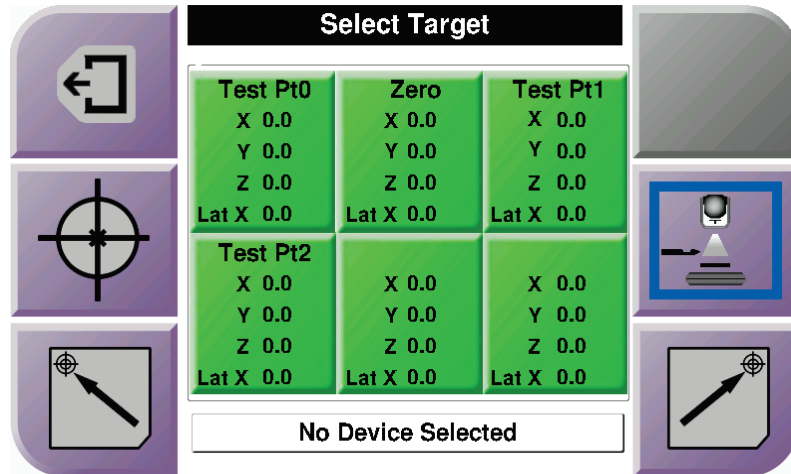 Select Target
Test Pt0 Zero Test Pt1
X 0.0 X 0.0 X 0.0
Y 0.0 Y 0.0 Y 0.0
Z 0.0 Z 0.0 Z 0.0
Lat X 0.0 Lat X 0.0 Lat X 0.0
Test Pt2
X 0.0 X 0.0 X 0.0
Y 0.0 Y 0.0 Y 0.0
Z 0.0 Z 0.0 Z 0.0
Lat X 0.0 Lat X 0.0 Lat X 0.0
No Device Selected